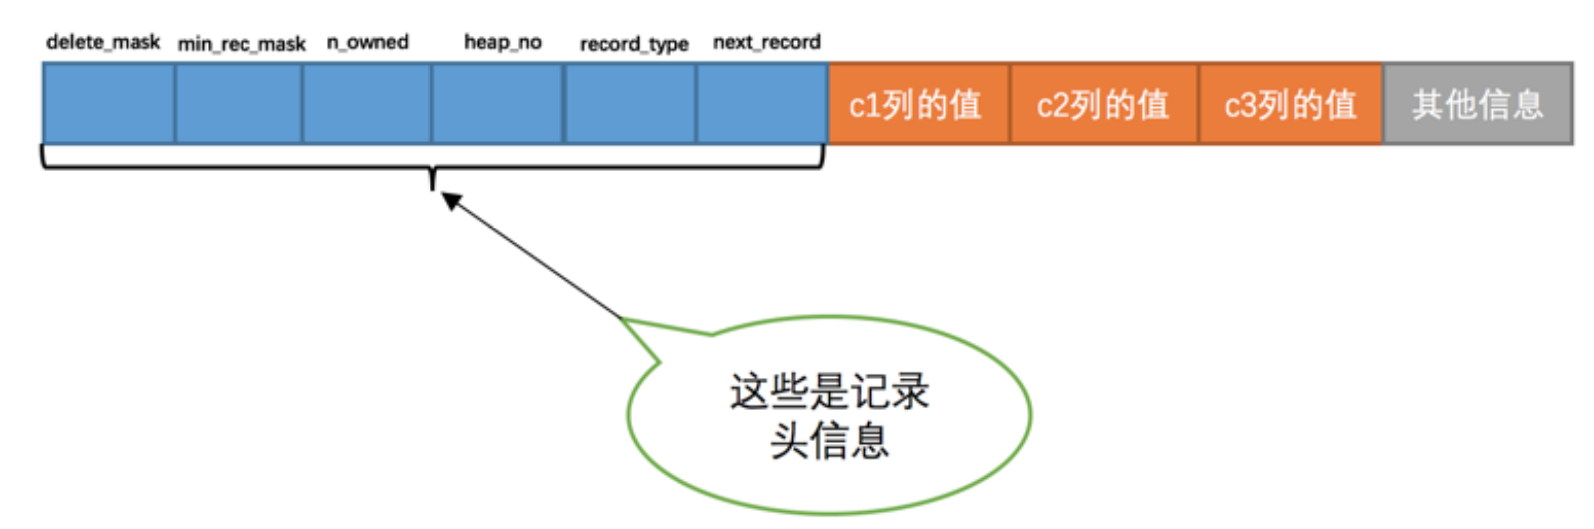 delete_mask min_rec_mask n_owned heap_no record_type next_record
c1列的值 c2列的值 c3列的值 其他信息
这些是记录
头信息